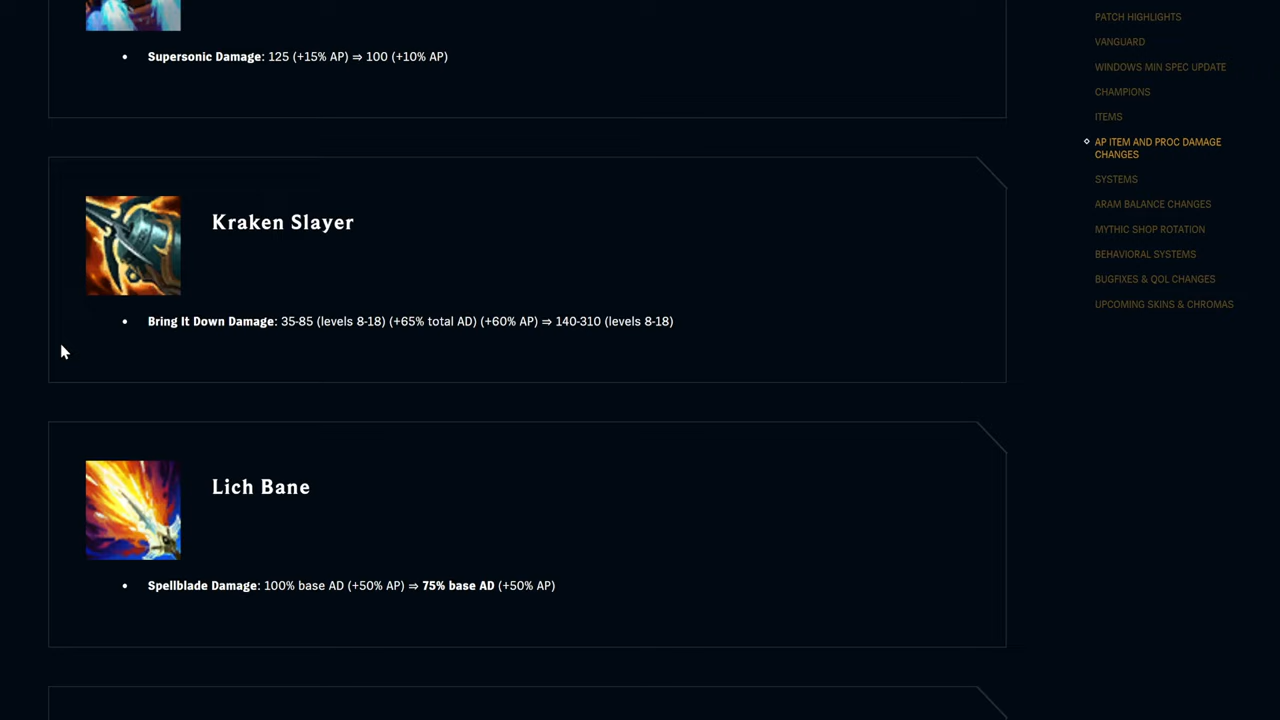 Supersonic Damage: 125 (+15% AP) ⇒ 100 (+10% AP)
Kraken Slayer
Bring It Down Damage: 35-85 (levels 8-18) (+65% total AD) (+60% AP) ⇒ 140-310 (levels 8-18)
Lich Bane
Spellblade Damage: 100% base AD (+50% AP) ⇒ 75% base AD (+50% AP)
PATCH HIGHLIGHTS
VANGUARD
WINDOWS MIN SPEC UPDATE
CHAMPIONS
ITEMS
AP ITEM AND PROC DAMAGE
CHANGES
SYSTEMS
ARAM BALANCE CHANGES
MYTHIC SHOP ROTATION
BEHAVIORAL SYSTEMS
BUGFIXES & QOL CHANGES
UPCOMING SKINS & CHROMAS